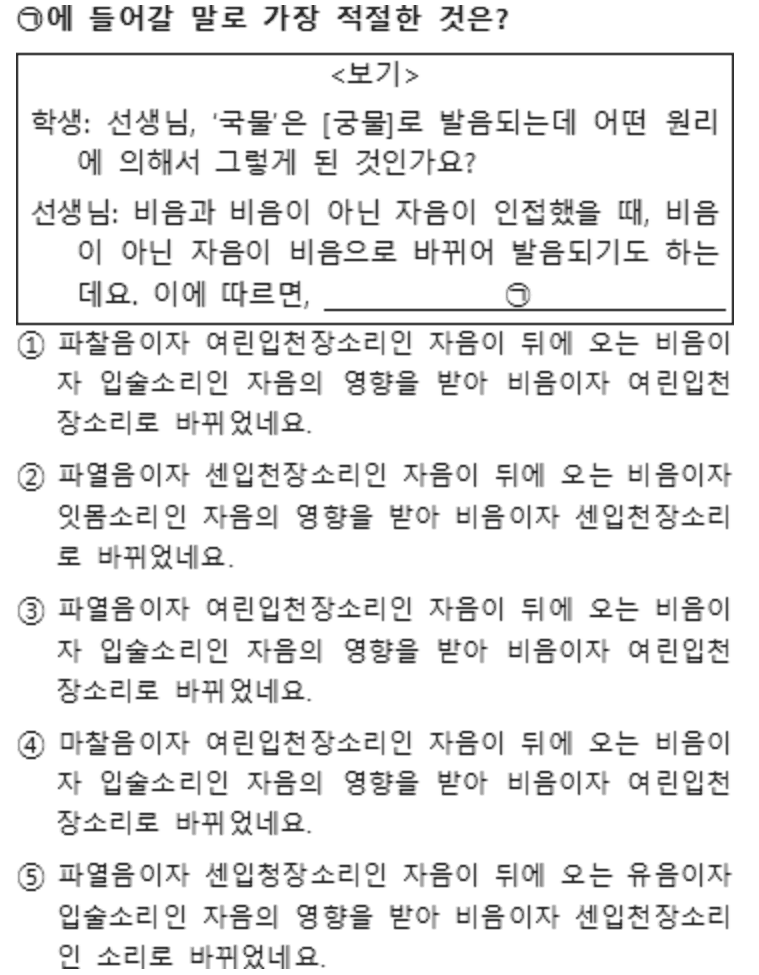 ㉠에 들어갈 말로 가장 적절한 것은?
<보기>
학생: 선생님, '국물'은 [궁물]로 발음되는데 어떤 원리
에 의해서 그렇게 된 것인가요?
선생님: 비음과 비음이 아닌 자음이 인접했을 때, 비음
이 아닌 자음이 비음으로 바뀌어 발음되기도 하는
데요. 이에 따르면, ㉠
① 파찰음이자 여린입천장소리인 자음이 뒤에 오는 비음이
자 입술소리인 자음의 영향을 받아 비음이자 여린입천
장소리로 바뀌었네요.
② 파열음이자 센입천장소리인 자음이 뒤에 오는 비음이자
잇몸소리인 자음의 영향을 받아 비음이자 센입천장소리
로 바뀌었네요.
③ 파열음이자 여린입천장소리인 자음이 뒤에 오는 비음이
자 입술소리인 자음의 영향을 받아 비음이자 여린입천
장소리로 바뀌었네요.
④ 마찰음이자 여린입천장소리인 자음이 뒤에 오는 비음이
자 입술소리인 자음의 영향을 받아 비음이자 여린입천
장소리로 바뀌었네요.
⑤ 파열음이자 센입청장소리인 자음이 뒤에 오는 유음이자
입술소리인 자음의 영향을 받아 비음이자 센입천장소리
인 소리로 바뀌었네요.